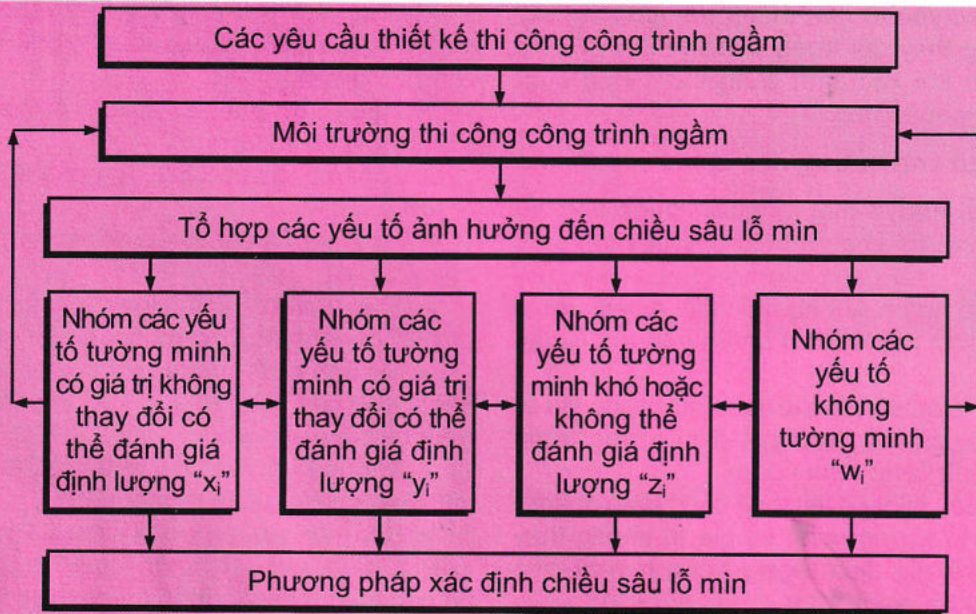 Các yêu cầu thiết kế thi công công trình ngầm
Môi trường thi công công trình ngầm
Tổ hợp các yếu tố ảnh hưởng đến chiều sâu lỗ mìn
Nhóm các yếu
tố tường minh
có giá trị không
thay đổi có
thể đánh giá
định lượng “xᵢ”
Nhóm các
yếu tố tường
minh có giá trị
thay đổi có thể
đánh giá định
lượng “yᵢ”
Nhóm các
yếu tố tường
minh khó hoặc
không thể
đánh giá định
lượng “zᵢ”
Nhóm các
yếu tố
không
tường minh
“wᵢ”
Phương pháp xác định chiều sâu lỗ mìn